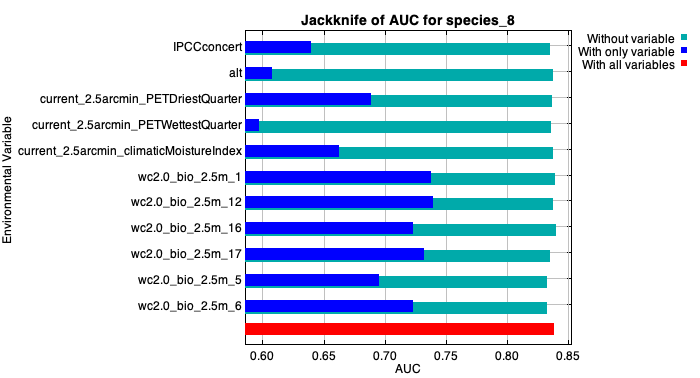 Jackknife of AUC for species_8
Without variable
With only variable
With all variables
Environmental Variable
IPCCconcert
alt
current_2.5arcmin_PETDriestQuarter
current_2.5arcmin_PETWettestQuarter
current_2.5arcmin_climaticMoistureIndex
wc2.0_bio_2.5m_1
wc2.0_bio_2.5m_12
wc2.0_bio_2.5m_16
wc2.0_bio_2.5m_17
wc2.0_bio_2.5m_5
wc2.0_bio_2.5m_6
0.60 0.65 0.70 0.75 0.80 0.85
AUC